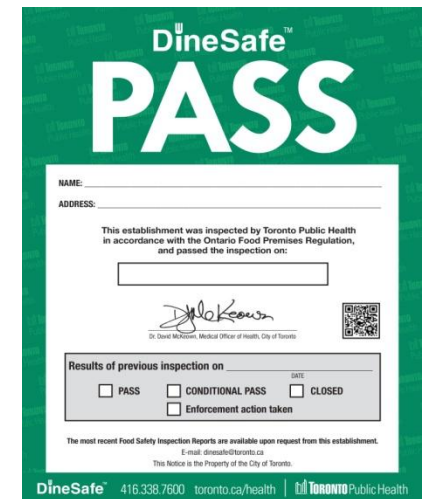 DineSafe™
PASS
NAME:
ADDRESS:
This establishment was inspected by Toronto Public Health
in accordance with the Ontario Food Premises Regulation,
and passed the inspection on:
Dr. David McKeown, Medical Officer of Health, City of Toronto
Results of previous inspection on
DATE
PASS CONDITIONAL PASS CLOSED
Enforcement action taken
The most recent Food Safety Inspection Reports are available upon request from this establishment.
E-mail: dinesafe@toronto.ca
This Notice is the Property of the City of Toronto.
DineSafe™ 416.338.7600 toronto.ca/health TORONTO Public Health